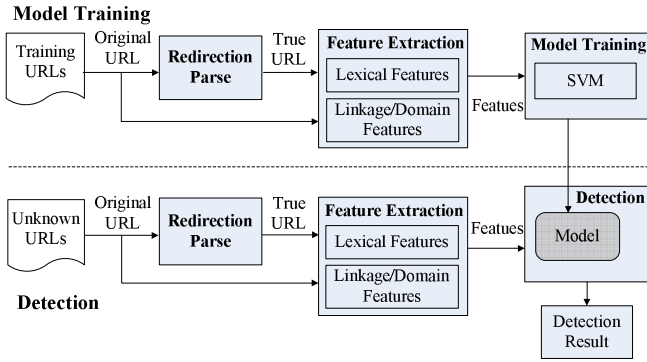 Model Training
Training
URLs
Original
URL
Redirection
Parse
True
URL
Feature Extraction
Lexical Features
Linkage/Domain
Features
Featues
Model Training
SVM
Unknown
URLs
Original
URL
Redirection
Parse
True
URL
Feature Extraction
Lexical Features
Linkage/Domain
Features
Featues
Detection
Model
Detection
Detection
Result